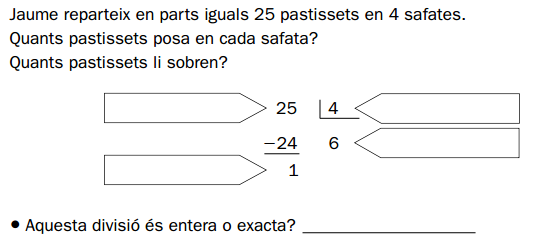 Jaume reparteix en parts iguals 25 pastissets en 4 safates.
Quants pastissets posa en cada safata?
Quants pastissets li sobren?
25 4
−24 6
1
• Aquesta divisió és entera o exacta? ____________________